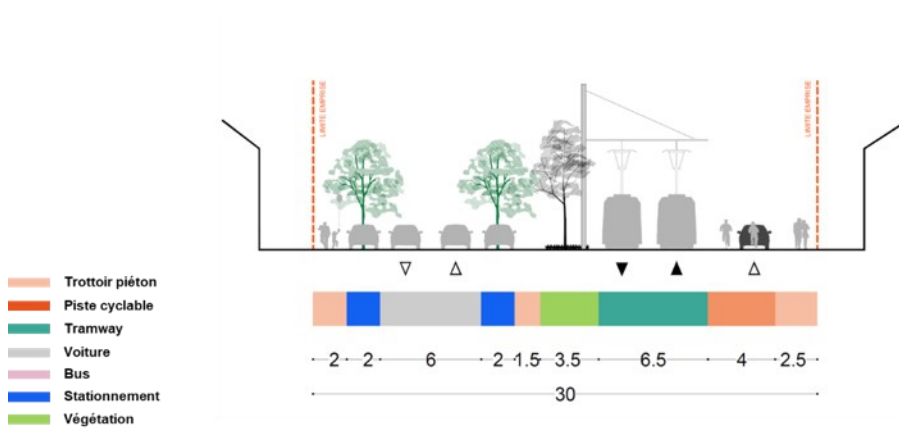 LIMITE EMPRISE
LIMITE EMPRISE
Trottoir piéton
Piste cyclable
Tramway
Voiture
Bus
Stationnement
Végétation
2 2 6 2 1.5 3.5 6.5 4 2.5
30